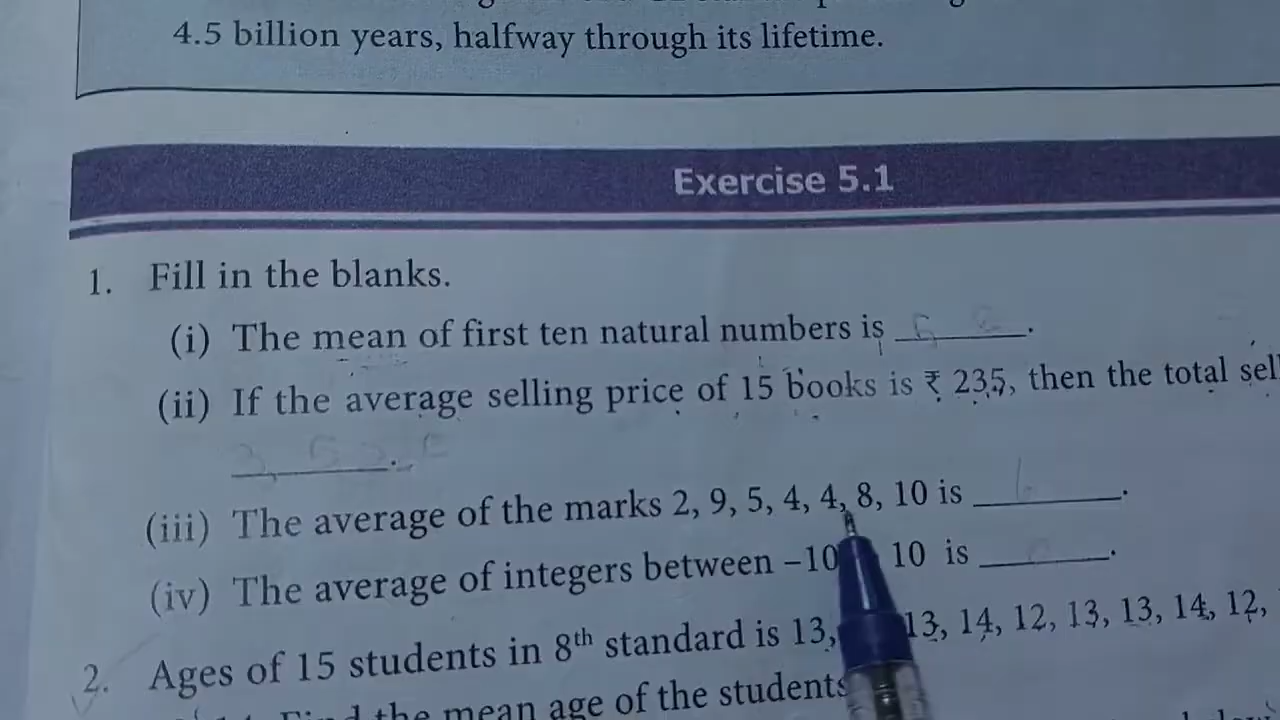 4.5 billion years, halfway through its lifetime.
Exercise 5.1
1. Fill in the blanks.
(i) The mean of first ten natural numbers is ______.
(ii) If the average selling price of 15 books is ₹ 235, then the total sel
______.
(iii) The average of the marks 2, 9, 5, 4, 4, 8, 10 is ______.
(iv) The average of integers between –10 10 is ______.
2. Ages of 15 students in 8th standard is 13, 13, 14, 12, 13, 13, 14, 12,
the mean age of the students